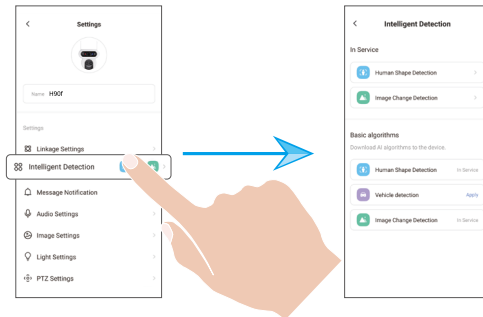 Settings
Name H90f
Settings
Linkage Settings
Intelligent Detection
Message Notification
Audio Settings
Image Settings
Light Settings
PTZ Settings
Intelligent Detection
In Service
Human Shape Detection
Image Change Detection
Basic algorithms
Download AI algorithms to the device.
Human Shape Detection In Service
Vehicle detection Apply
Image Change Detection In Service